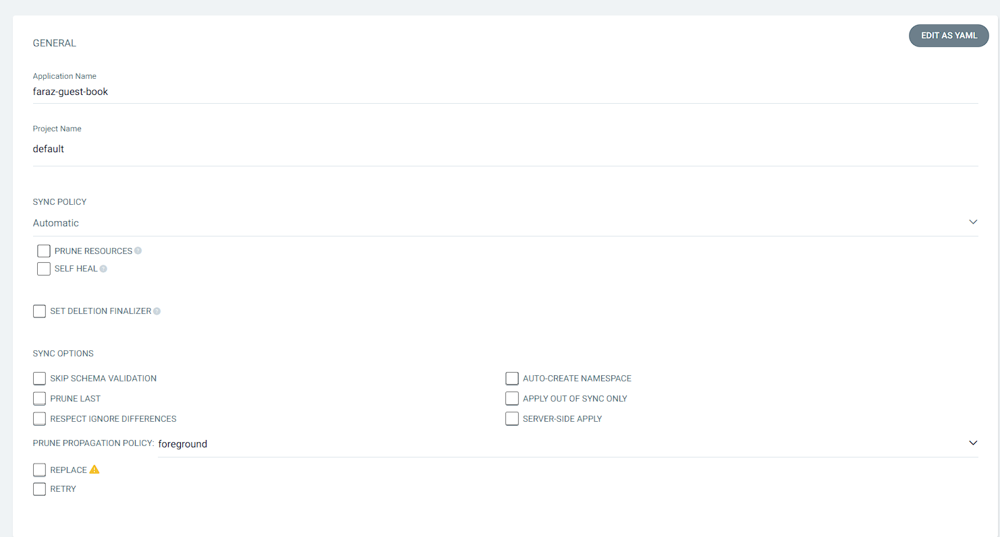 GENERAL
EDIT AS YAML
Application Name
faraz-guest-book
Project Name
default
SYNC POLICY
Automatic
PRUNE RESOURCES ?
SELF HEAL ?
SET DELETION FINALIZER ?
SYNC OPTIONS
SKIP SCHEMA VALIDATION
AUTO-CREATE NAMESPACE
PRUNE LAST
APPLY OUT OF SYNC ONLY
RESPECT IGNORE DIFFERENCES
SERVER-SIDE APPLY
PRUNE PROPAGATION POLICY: foreground
REPLACE
RETRY